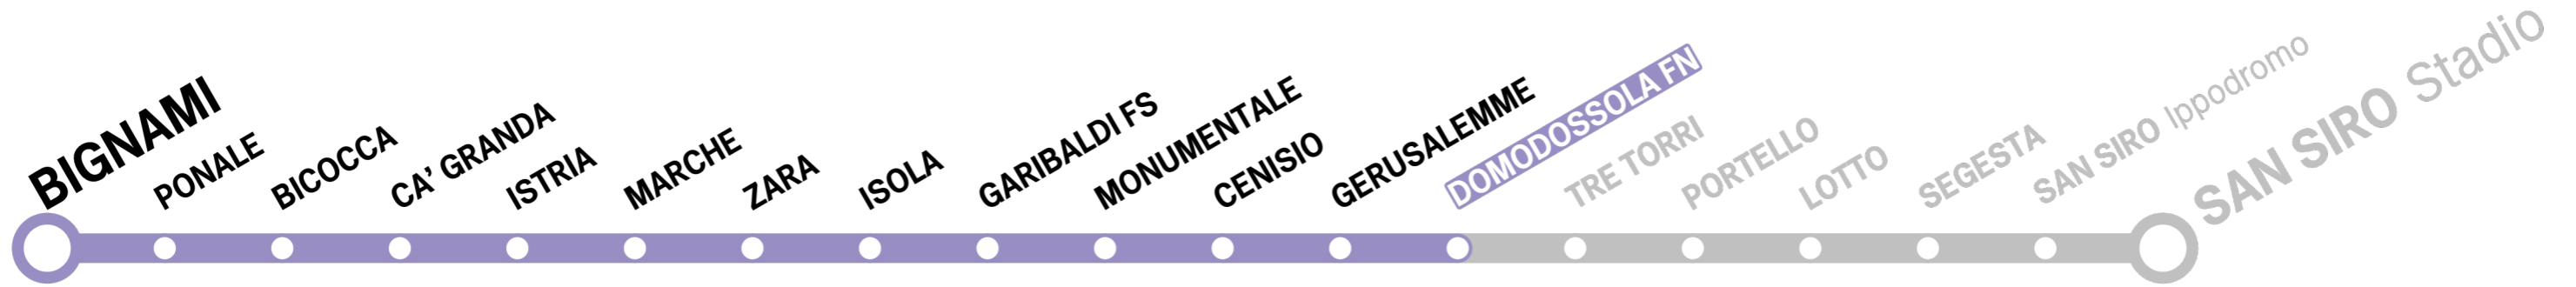 BIGNAMI
PONALE
BICOCCA
CA' GRANDA
ISTRIA
MARCHE
ZARA
ISOLA
GARIBALDI FS
MONUMENTALE
CENISIO
GERUSALEMME
DOMODOSSOLA FN
TRE TORRI
PORTELLO
LOTTO
SEGESTA
SAN SIRO Ippodromo
SAN SIRO Stadio